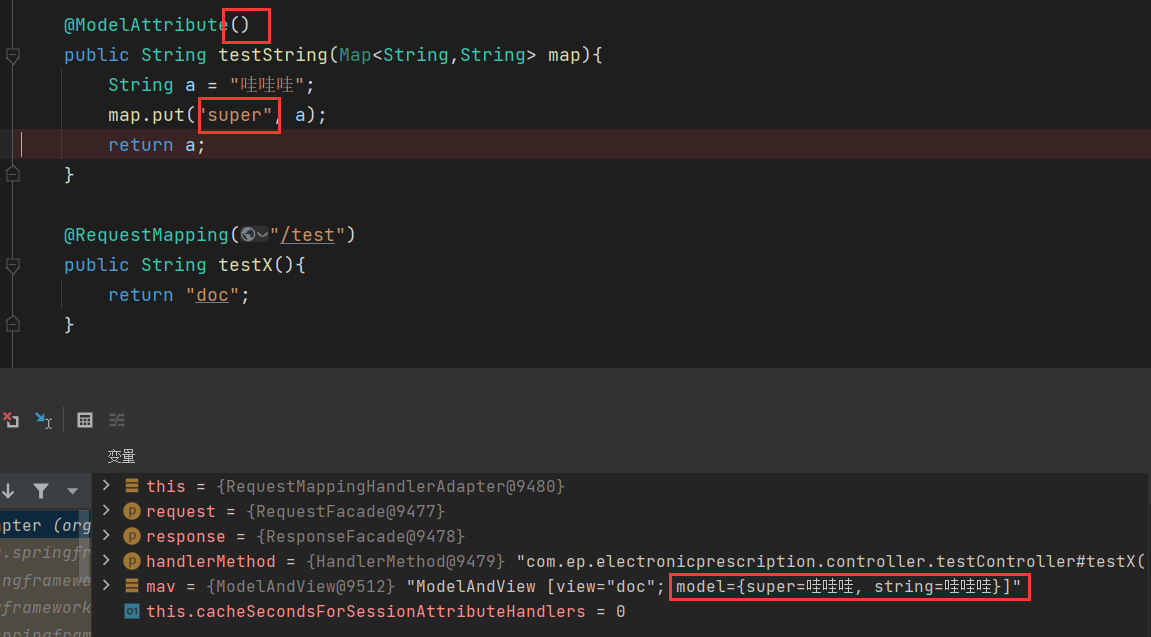 @ModelAttribute()
public String testString(Map<String,String> map){
String a = "哇哇哇";
map.put("super", a);
return a;
}
@RequestMapping("/test")
public String testX(){
return "doc";
}
变量
this = {RequestMappingHandlerAdapter@9480}
request = {RequestFacade@9477}
response = {ResponseFacade@9478}
pter (org
handlerMethod = {HandlerMethod@9479} "com.ep.electronicprescription.controller.testController#testX(
.springfr
mav = {ModelAndView@9512} "ModelAndView [view="doc"; model={super=哇哇哇, string=哇哇哇}]"
ngframewo
this.cacheSecondsForSessionAttributeHandlers = 0
gframework
springfram